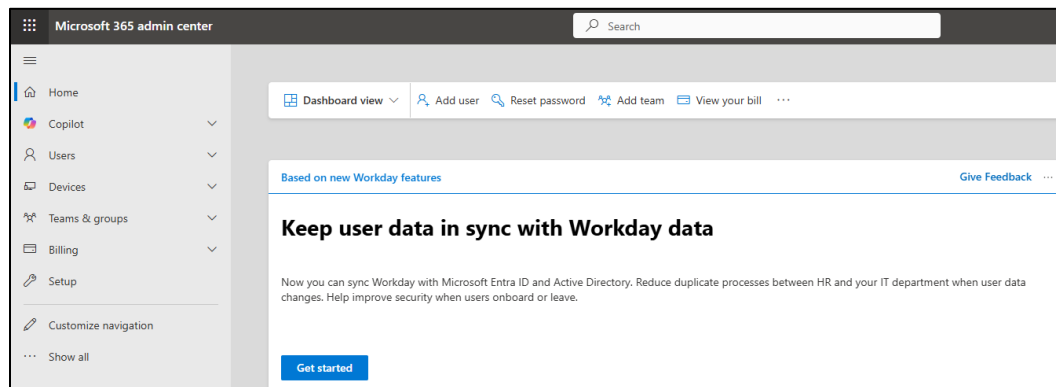 Microsoft 365 admin center
Search
Home
Copilot
Users
Devices
Teams & groups
Billing
Setup
Customize navigation
Show all
Dashboard view
Add user
Reset password
Add team
View your bill
Based on new Workday features
Give Feedback
Keep user data in sync with Workday data
Now you can sync Workday with Microsoft Entra ID and Active Directory. Reduce duplicate processes between HR and your IT department when user data
changes. Help improve security when users onboard or leave.
Get started